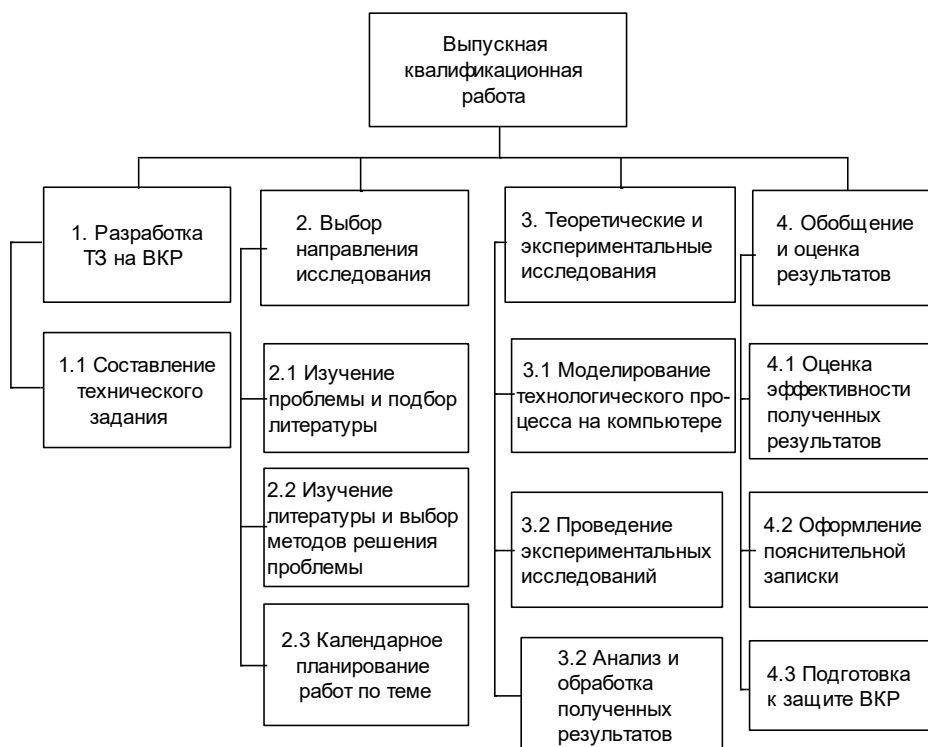 Выпускная
квалификационная
работа
1. Разработка
ТЗ на ВКР
2. Выбор
направления
исследования
3. Теоретические и
экспериментальные
исследования
4. Обобщение
и оценка
результатов
1.1 Составление
технического
задания
2.1 Изучение
проблемы и подбор
литературы
3.1 Моделирование
технологического про-
цесса на компьютере
4.1 Оценка
эффективности
полученных
результатов
2.2 Изучение
литературы и выбор
методов решения
проблемы
3.2 Проведение
экспериментальных
исследований
4.2 Оформление
пояснительной
записки
2.3 Календарное
планирование
работ по теме
3.2 Анализ и
обработка
полученных
результатов
4.3 Подготовка
к защите ВКР